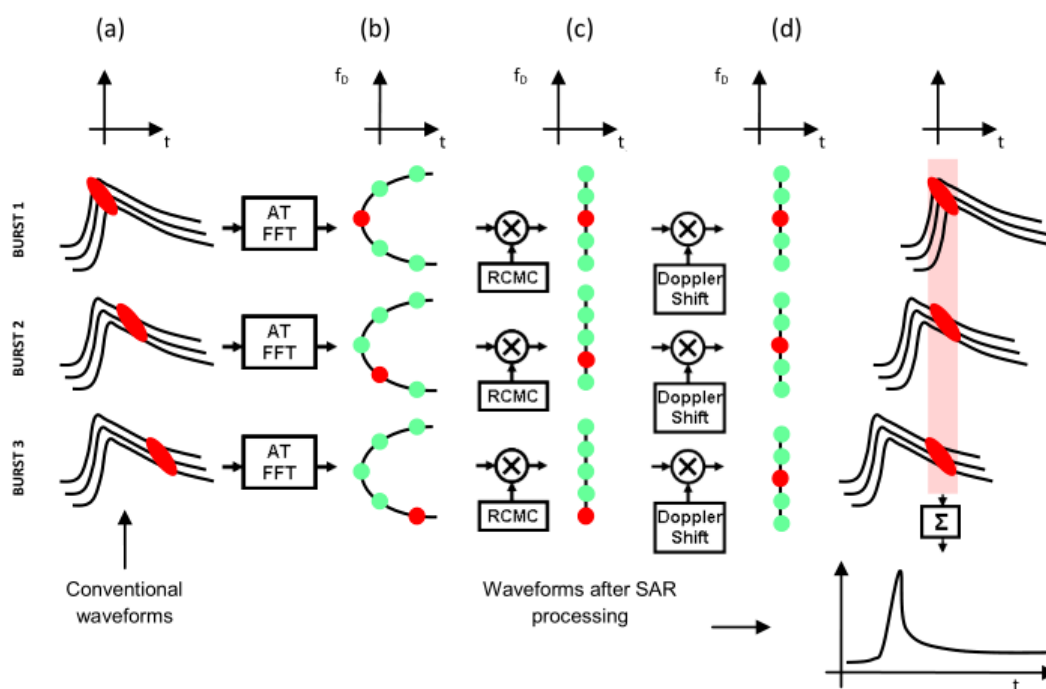 (a) (b) (c) (d)
f_D f_D f_D
t t t t t
BURST 1
AT
FFT
RCMC
Doppler
Shift
BURST 2
AT
FFT
RCMC
Doppler
Shift
BURST 3
AT
FFT
RCMC
Doppler
Shift
Σ
Conventional
waveforms
Waveforms after SAR
processing
t